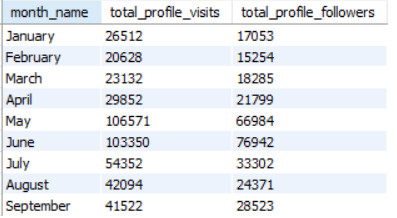 month_name total_profile_visits total_profile_followers
January 26512 17053
February 20628 15254
March 23132 18285
April 29852 21799
May 106571 66984
June 103350 76942
July 54352 33302
August 42094 24371
September 41522 28523